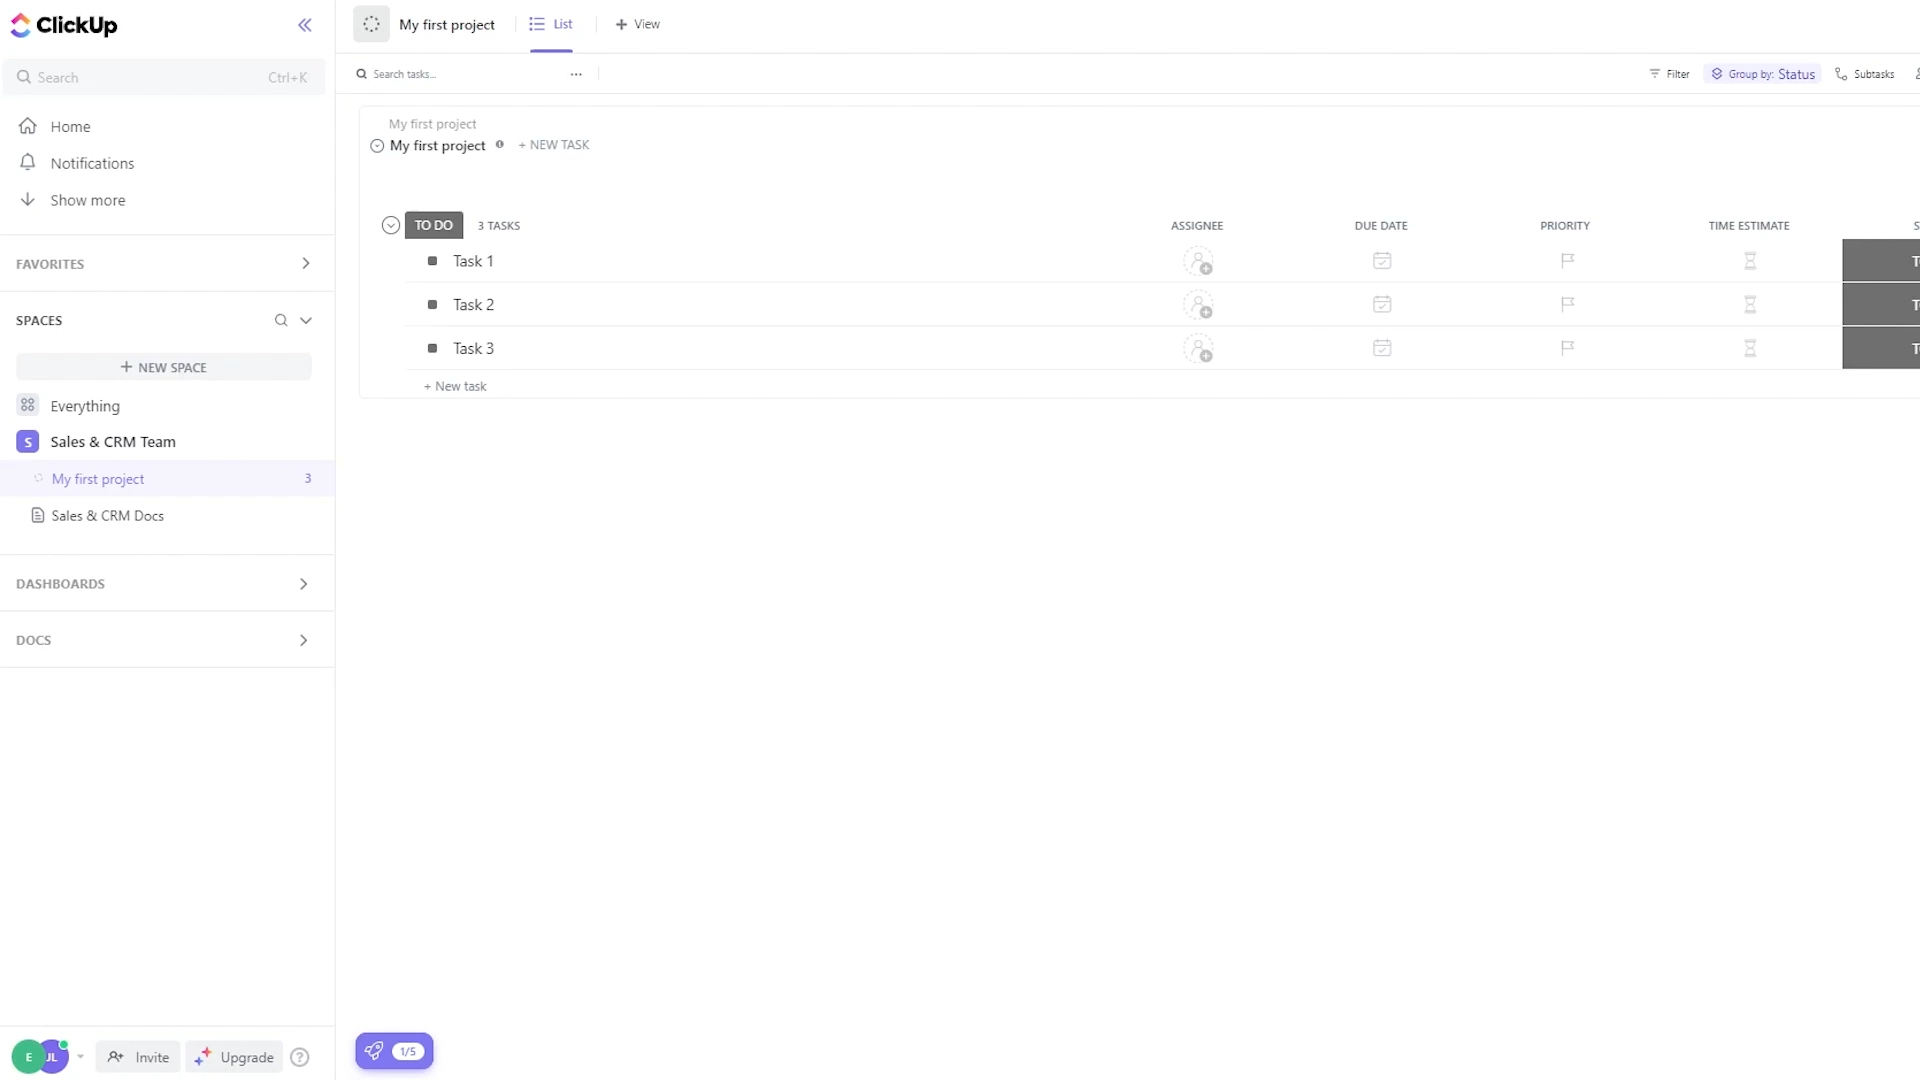 ClickUp
Search Ctrl+K
Home
Notifications
Show more
FAVORITES
SPACES
+ NEW SPACE
Everything
S Sales & CRM Team
My first project 3
Sales & CRM Docs
DASHBOARDS
DOCS
E JL Invite Upgrade ?
My first project List + View
Search tasks... ...
Filter Group by: Status Subtasks
My first project
My first project + NEW TASK
TO DO 3 TASKS ASSIGNEE DUE DATE PRIORITY TIME ESTIMATE
Task 1
Task 2
Task 3
+ New task
1/5